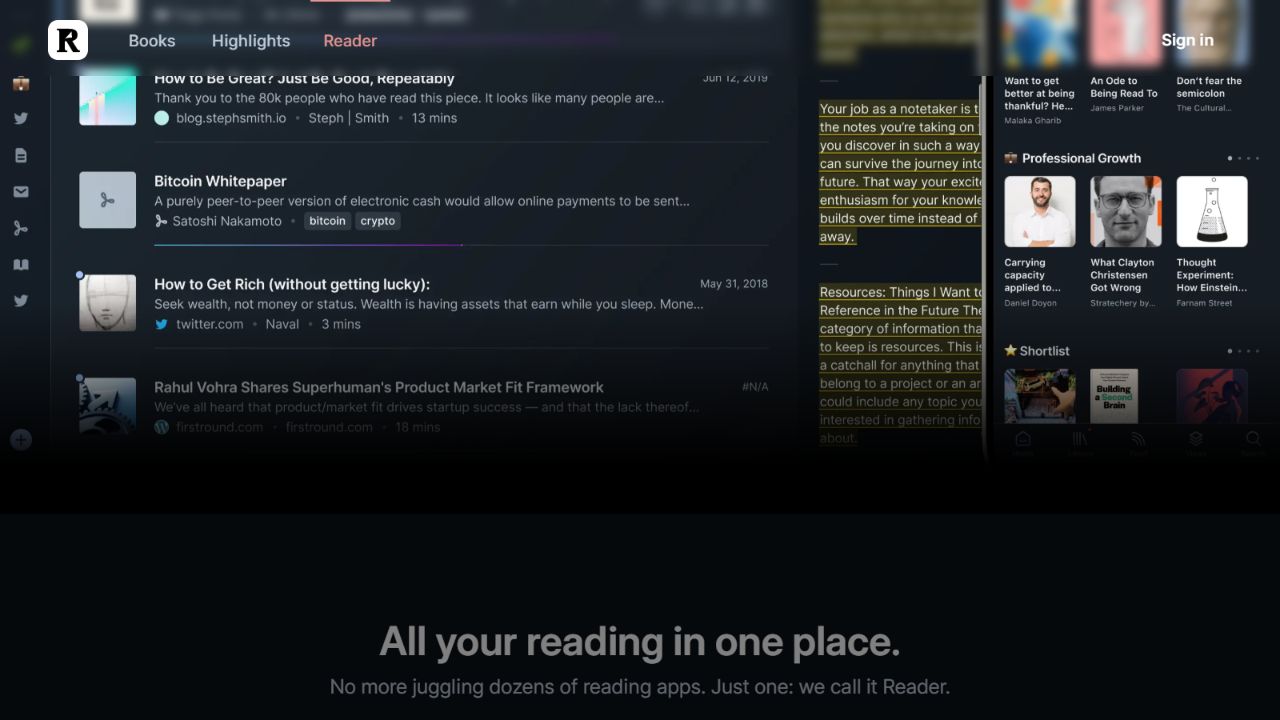 R
Books
Highlights
Reader
Sign in
How to Be Great? Just Be Good, Repeatably
Jun 12, 2019
Thank you to the 80k people who have read this piece. It looks like many people are...
blog.stephsmith.io • Steph | Smith • 13 mins
Bitcoin Whitepaper
A purely peer-to-peer version of electronic cash would allow online payments to be sent...
Satoshi Nakamoto • bitcoin crypto
How to Get Rich (without getting lucky):
May 31, 2018
Seek wealth, not money or status. Wealth is having assets that earn while you sleep. Mone...
twitter.com • Naval • 3 mins
Rahul Vohra Shares Superhuman's Product Market Fit Framework
#N/A
We've all heard that product/market fit drives startup success — and that the lack thereof...
firstround.com • firstround.com • 18 mins
Your job as a notetaker is t
the notes you're taking on
you discover in such a way
can survive the journey into
future. That way your excite
enthusiasm for your knowle
builds over time instead of
away.
Resources: Things I Want to
Reference in the Future The
category of information tha
to keep is resources. This is
a catchall for anything that
belong to a project or an ar
could include any topic you
interested in gathering info
about.
Want to get
better at being
thankful? He...
Malaka Gharib
An Ode to
Being Read To
James Parker
Don't fear the
semicolon
The Cultural...
Professional Growth
Carrying
capacity
applied to...
Daniel Doyon
What Clayton
Christensen
Got Wrong
Stratechery by...
Thought
Experiment:
How Einstein...
Farnam Street
Shortlist
Building
a Second
Brain
All your reading in one place.
No more juggling dozens of reading apps. Just one: we call it Reader.